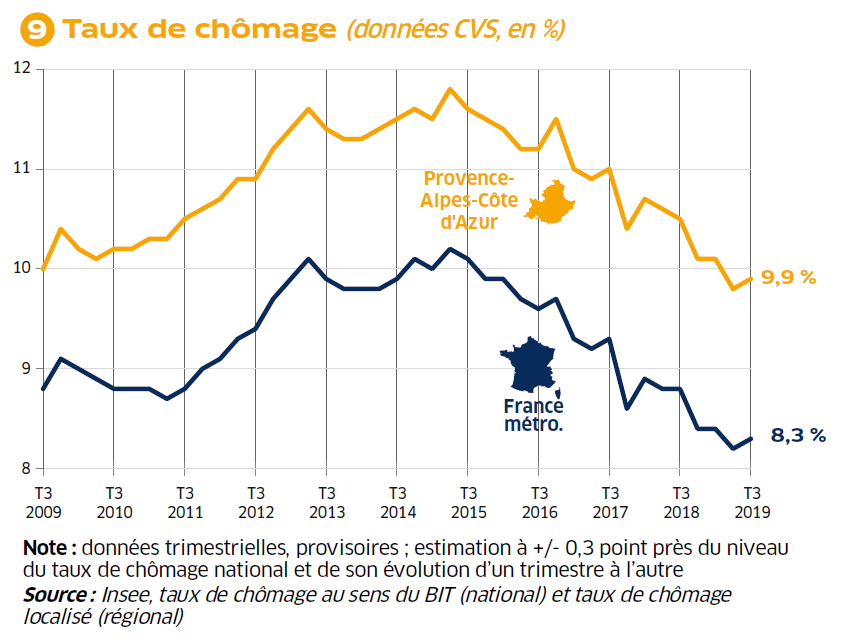 9 Taux de chômage (données CVS, en %)
12
11
10
9
8
Provence-
Alpes-Côte
d'Azur
9,9 %
France
métro.
8,3 %
T3 T3 T3 T3 T3 T3 T3 T3 T3 T3 T3
2009 2010 2011 2012 2013 2014 2015 2016 2017 2018 2019
Note : données trimestrielles, provisoires ; estimation à +/- 0,3 point près du niveau
du taux de chômage national et de son évolution d'un trimestre à l'autre
Source : Insee, taux de chômage au sens du BIT (national) et taux de chômage
localisé (régional)